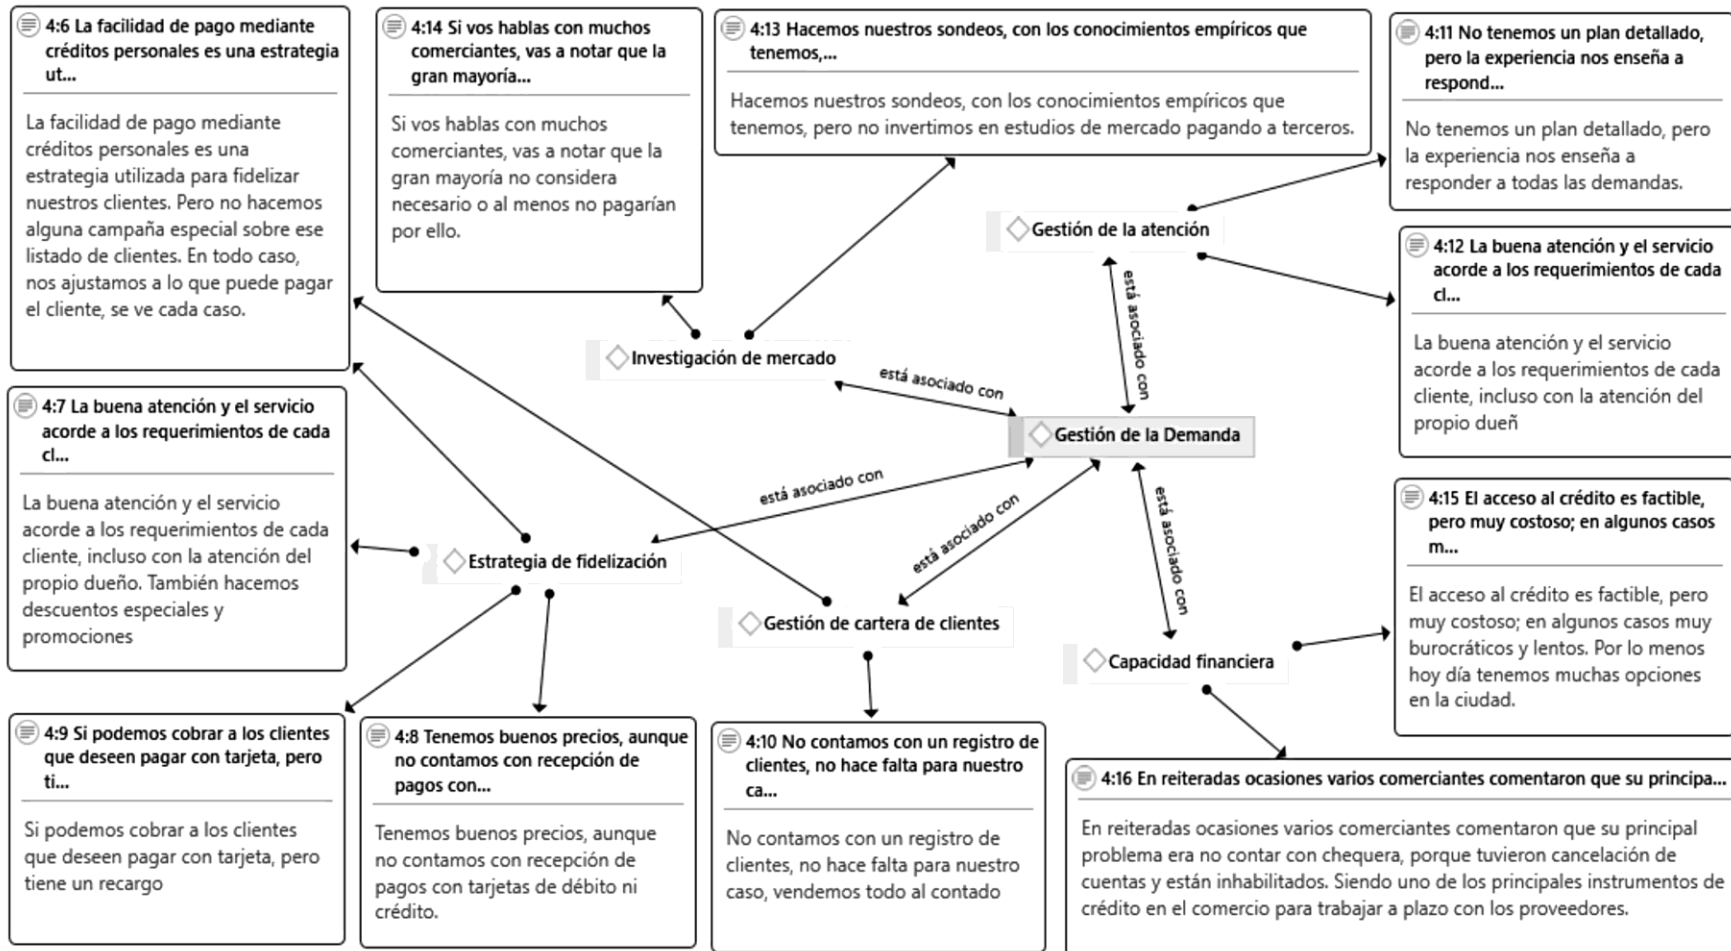 4:6 La facilidad de pago mediante
créditos personales es una estrategia
ut...
La facilidad de pago mediante
créditos personales es una
estrategia utilizada para fidelizar
nuestros clientes. Pero no hacemos
alguna campaña especial sobre ese
listado de clientes. En todo caso,
nos ajustamos a lo que puede pagar
el cliente, se ve cada caso.
4:14 Si vos hablas con muchos
comerciantes, vas a notar que la
gran mayoría...
Si vos hablas con muchos
comerciantes, vas a notar que la
gran mayoría no considera
necesario o al menos no pagarían
por ello.
4:13 Hacemos nuestros sondeos, con los conocimientos empíricos que
tenemos,...
Hacemos nuestros sondeos, con los conocimientos empíricos que
tenemos, pero no invertimos en estudios de mercado pagando a terceros.
4:11 No tenemos un plan detallado,
pero la experiencia nos enseña a
respond...
No tenemos un plan detallado, pero
la experiencia nos enseña a
responder a todas las demandas.
Gestión de la atención
4:12 La buena atención y el servicio
acorde a los requerimientos de cada
cl...
La buena atención y el servicio
acorde a los requerimientos de cada
cliente, incluso con la atención del
propio dueñ
está asociado con
Investigación de mercado
está asociado con
Gestión de la Demanda
4:7 La buena atención y el servicio
acorde a los requerimientos de cada
cl...
La buena atención y el servicio
acorde a los requerimientos de cada
cliente, incluso con la atención del
propio dueño. También hacemos
descuentos especiales y
promociones
está asociado con
está asociado con
está asociado con
Estrategia de fidelización
Gestión de cartera de clientes
Capacidad financiera
4:15 El acceso al crédito es factible,
pero muy costoso; en algunos casos
m...
El acceso al crédito es factible, pero
muy costoso; en algunos casos muy
burocráticos y lentos. Por lo menos
hoy día tenemos muchas opciones
en la ciudad.
4:9 Si podemos cobrar a los clientes
que deseen pagar con tarjeta, pero
ti...
Si podemos cobrar a los clientes
que deseen pagar con tarjeta, pero
tiene un recargo
4:8 Tenemos buenos precios, aunque
no contamos con recepción de
pagos con...
Tenemos buenos precios, aunque
no contamos con recepción de
pagos con tarjetas de débito ni
crédito.
4:10 No contamos con un registro de
clientes, no hace falta para nuestro
ca...
No contamos con un registro de
clientes, no hace falta para nuestro
caso, vendemos todo al contado
4:16 En reiteradas ocasiones varios comerciantes comentaron que su principa...
En reiteradas ocasiones varios comerciantes comentaron que su principal
problema era no contar con chequera, porque tuvieron cancelación de
cuentas y están inhabilitados. Siendo uno de los principales instrumentos de
crédito en el comercio para trabajar a plazo con los proveedores.